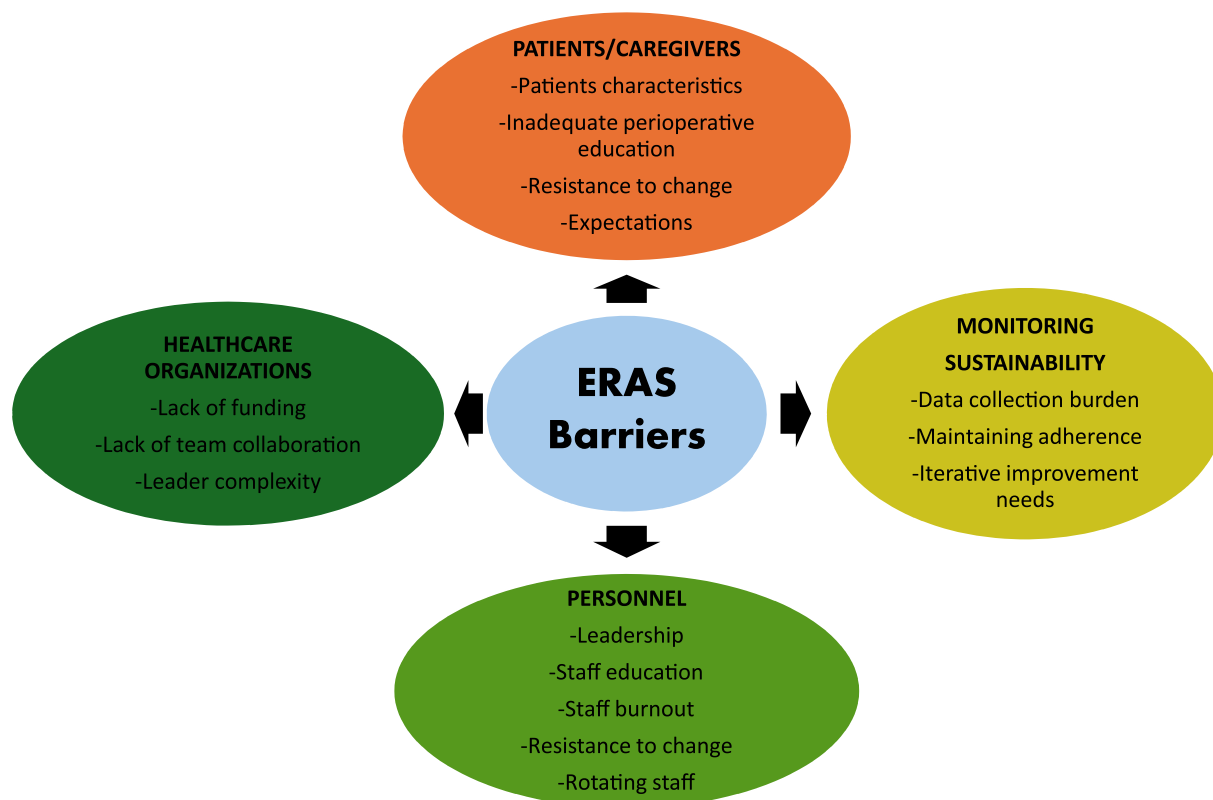 PATIENTS/CAREGIVERS
-Patients characteristics
-Inadequate perioperative
education
-Resistance to change
-Expectations
HEALTHCARE
ORGANIZATIONS
-Lack of funding
-Lack of team collaboration
-Leader complexity
ERAS
Barriers
MONITORING
SUSTAINABILITY
-Data collection burden
-Maintaining adherence
-Iterative improvement
needs
PERSONNEL
-Leadership
-Staff education
-Staff burnout
-Resistance to change
-Rotating staff